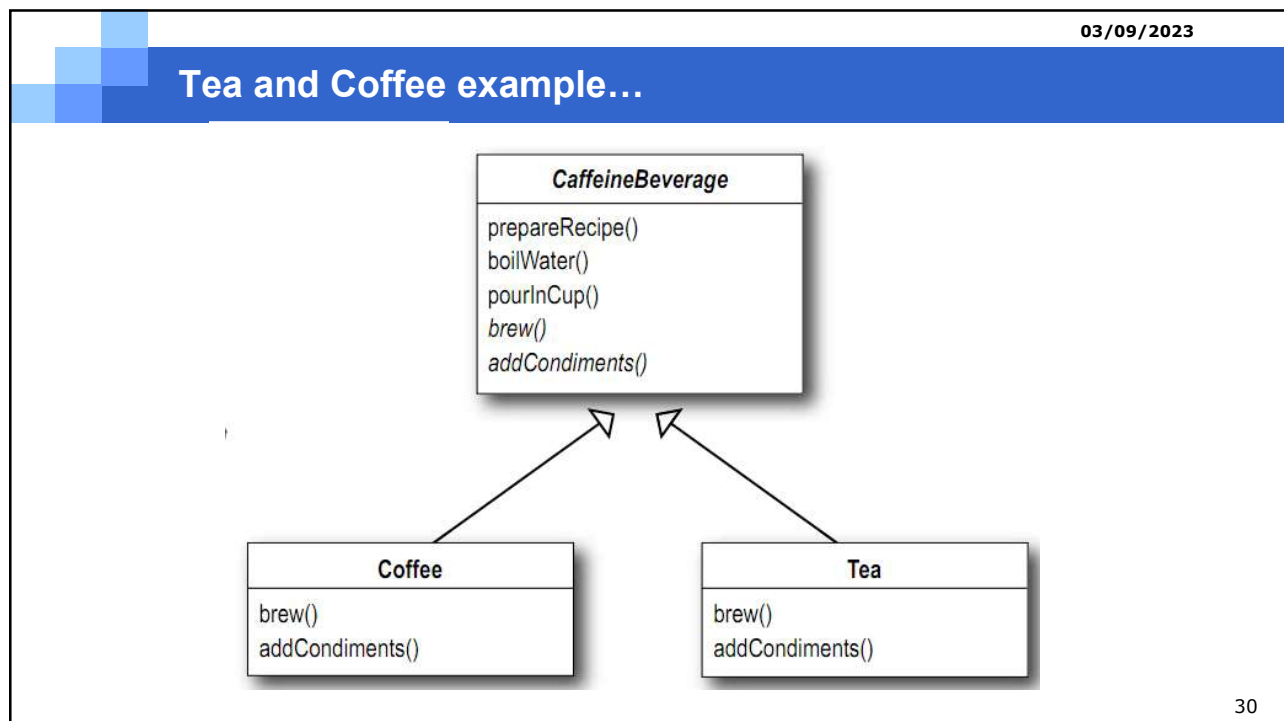 03/09/2023
Tea and Coffee example…
CaffeineBeverage
prepareRecipe()
boilWater()
pourInCup()
brew()
addCondiments()
Coffee
brew()
addCondiments()
Tea
brew()
addCondiments()
30